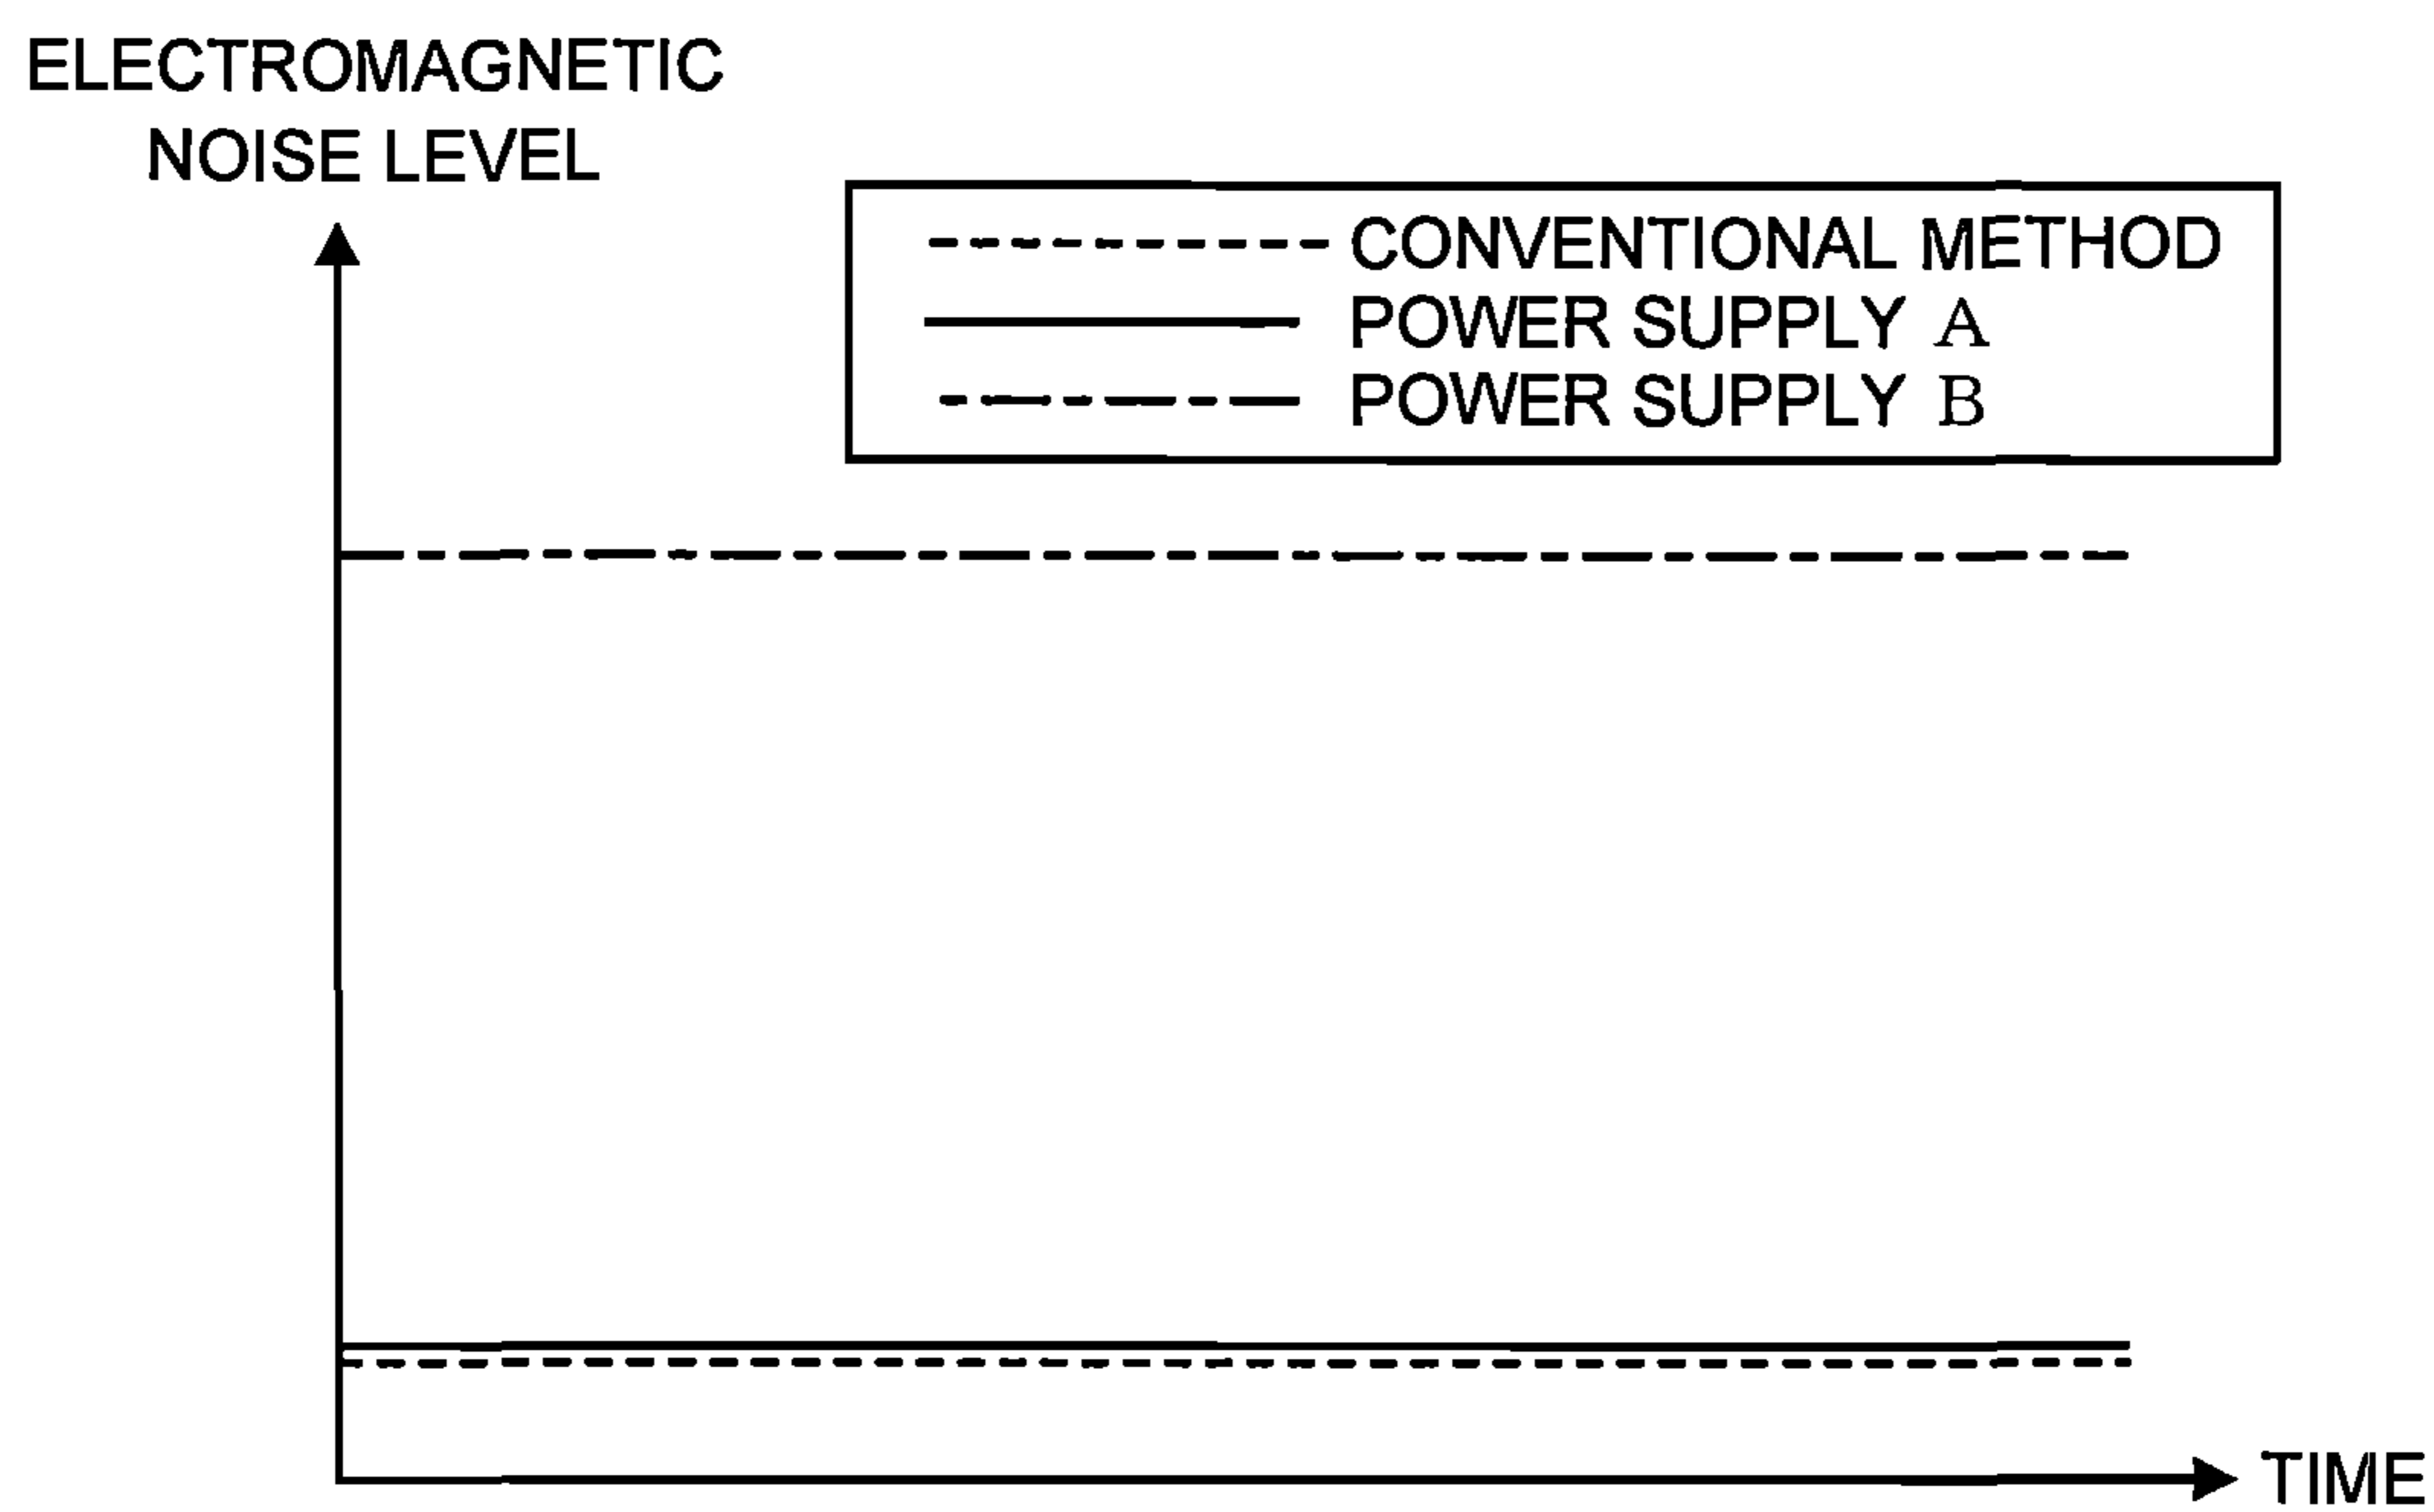 ELECTROMAGNETIC
NOISE LEVEL
CONVENTIONAL METHOD
POWER SUPPLY A
POWER SUPPLY B
TIME